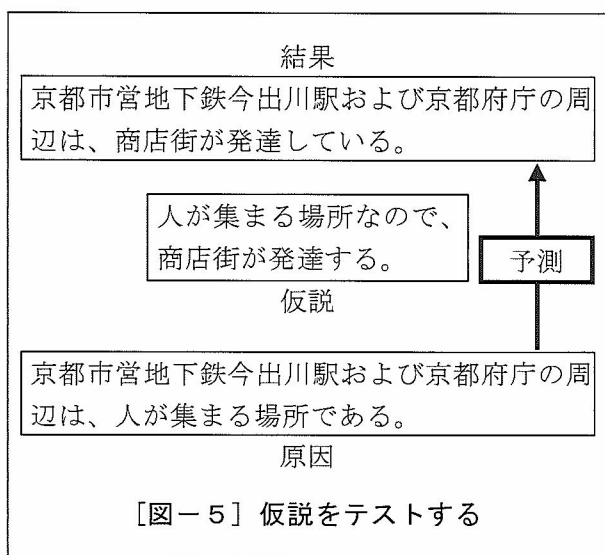 結果
京都市営地下鉄今出川駅および京都府庁の周
辺は、商店街が発達している。
人が集まる場所なので、
商店街が発達する。
予測
仮説
京都市営地下鉄今出川駅および京都府庁の周
辺は、人が集まる場所である。
原因
[図-5] 仮説をテストする